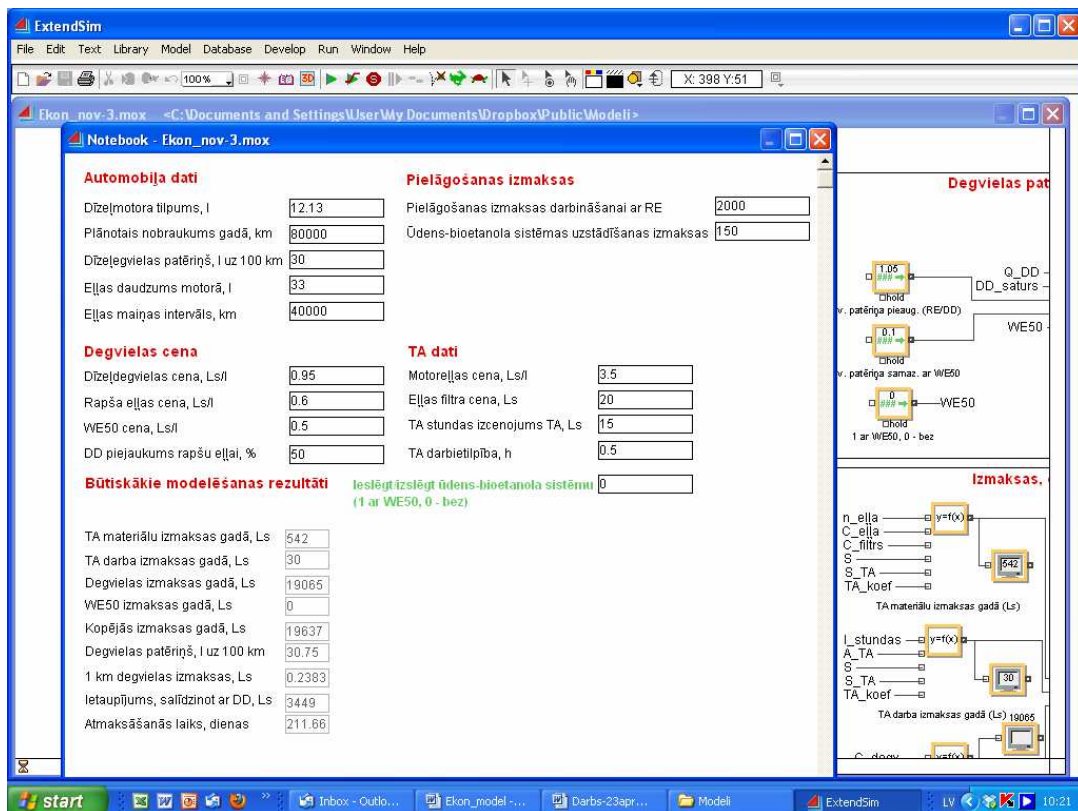 ExtendSim
File Edit Text Library Model Database Develop Run Window Help
100% 3D X: 398 Y:51
Ekon_nov-3.mox <C:\Documents and Settings\User\My Documents\Dropbox\Public\Modeli>
Notebook - Ekon_nov-3.mox
Automobiļa dati
Dīzeļmotora tilpums, l 12.13
Plānotais nobraukums gadā, km 80000
Dīzeļegvielas patēriņš, l uz 100 km 30
Eļļas daudzums motorā, l 33
Eļļas maiņas intervāls, km 40000
Pielāgošanas izmaksas
Pielāgošanas izmaksas darbināšanai ar RE 2000
Ūdens-bioetanola sistēmas uzstādīšanas izmaksas 150
Degvielas cena
Dīzeļdegvielas cena, Ls/l 0.95
Rapša eļļas cena, Ls/l 0.6
WE50 cena, Ls/l 0.5
DD piejaukums rapšu eļļai, % 50
TA dati
Motoreļļas cena, Ls/l 3.5
Eļļas filtra cena, Ls 20
TA stundas izcenojums TA, Ls 15
TA darbietilpība, h 0.5
Būtiskākie modelēšanas rezultāti
Ieslēgt/izslēgt ūdens-bioetanola sistēmu 0
(1 ar WE50, 0 - bez)
TA materiālu izmaksas gadā, Ls 542
TA darba izmaksas gadā, Ls 30
Degvielas izmaksas gadā, Ls 19065
WE50 izmaksas gadā, Ls 0
Kopējās izmaksas gadā, Ls 19637
Degvielas patēriņš, l uz 100 km 30.75
1 km degvielas izmaksas, Ls 0.2383
Ietaupījums, salīdzinot ar DD, Ls 3449
Atmaksāšanās laiks, dienas 211.66
Degvielas pat
1.05
hold
v. patēriņa pieaug. (RE/DD)
Q_DD
DD_saturs
0.1
hold
v. patēriņa samaz. ar WE50
WE50
0
WE50
hold
1 ar WE50, 0 - bez
Izmaksas,
n_eļļa y=f(x)
C_eļļa
C_filtrs
S 542
S_TA
TA_koef
TA materiālu izmaksas gadā (Ls)
l_stundas y=f(x)
A_TA
S
S_TA 30
TA_koef
TA darba izmaksas gadā (Ls) 19065
C_degv y=f(x)
start Inbox - Outlo... Ekon_model -... Darbs-23apr... Modeli ExtendSim LV 10:21